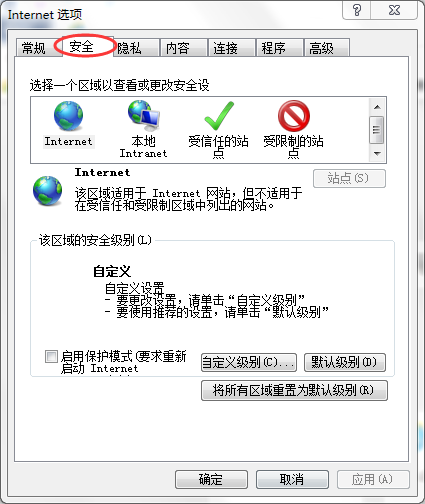 Internet 选项
常规 安全 隐私 内容 连接 程序 高级
选择一个区域以查看或更改安全设
Internet 本地 Intranet 受信任的站点 受限制的站点
Internet
站点(S)
该区域适用于 Internet 网站，但不适用于
在受信任和受限制区域中列出的网站。
该区域的安全级别(L)
自定义
自定义设置
- 要更改设置，请单击“自定义级别”
- 要使用推荐的设置，请单击“默认级别”
启用保护模式(要求重新
启动 Internet
自定义级别(C)... 默认级别(D)
将所有区域重置为默认级别(R)
确定 取消 应用(A)